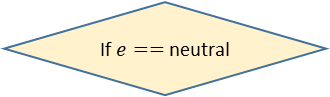 If e == neutral